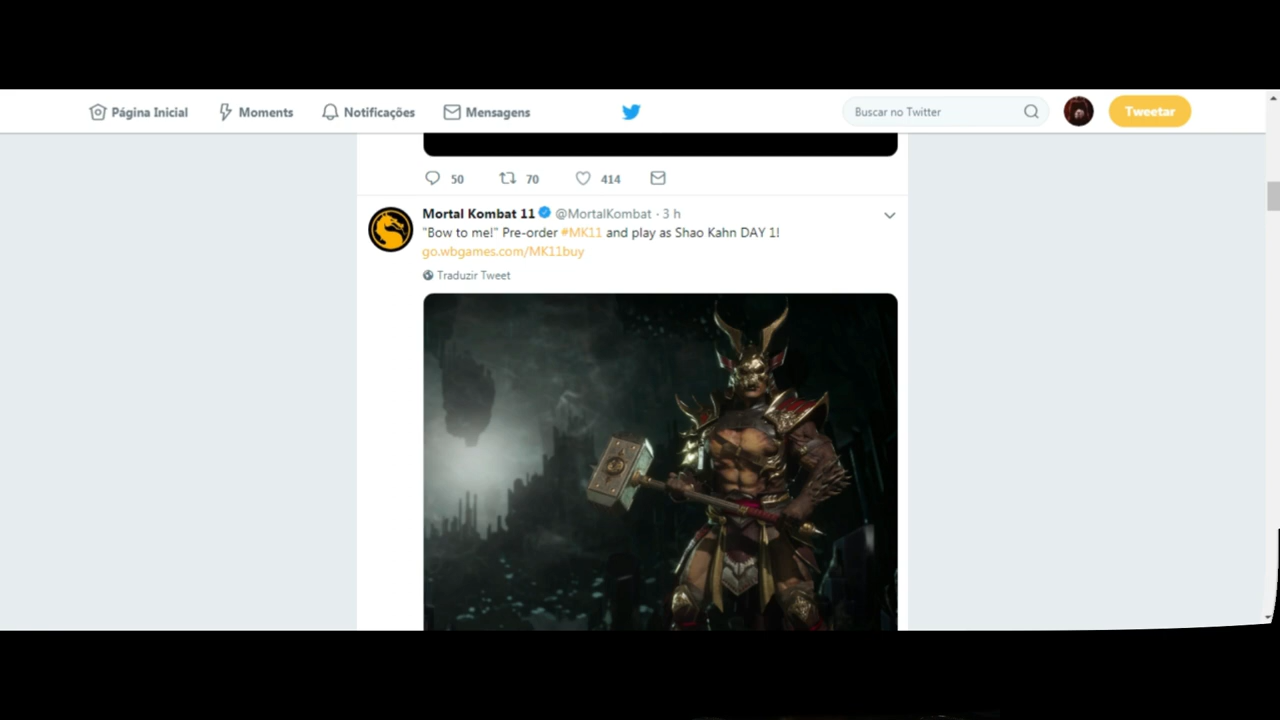 Página Inicial Moments Notificações Mensagens Buscar no Twitter Tweetar
50 70 414
Mortal Kombat 11 @MortalKombat · 3 h
"Bow to me!" Pre-order #MK11 and play as Shao Kahn DAY 1!
go.wbgames.com/MK11buy
Traduzir Tweet